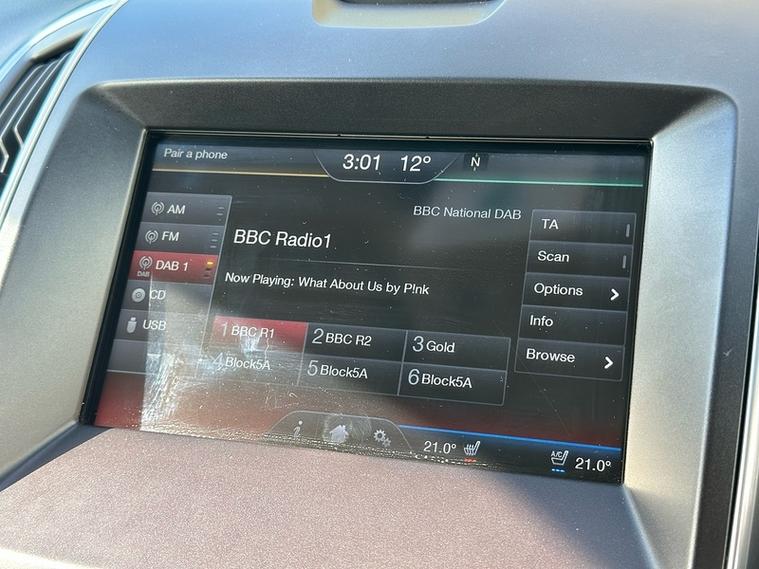 Pair a phone
3:01 12° N
BBC National DAB
AM
FM
DAB
DAB 1
CD
USB
BBC Radio1
Now Playing: What About Us by P!nk
1 BBC R1
2 BBC R2
3 Gold
4 Block5A
5 Block5A
6 Block5A
TA
Scan
Options
Info
Browse
21.0°
A/C
21.0°